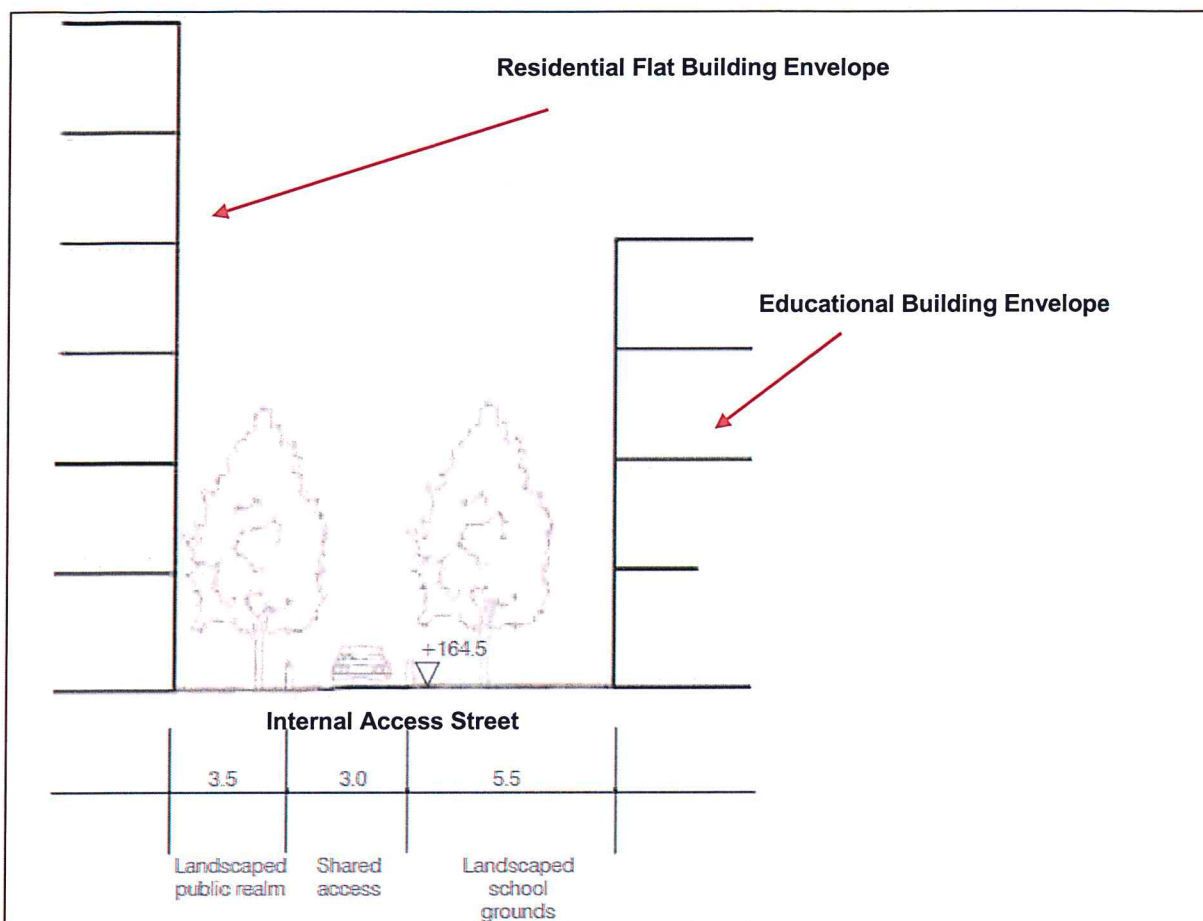 Residential Flat Building Envelope
Educational Building Envelope
+164.5
Internal Access Street
3.5
3.0
5.5
Landscaped
public realm
Shared
access
Landscaped
school
grounds